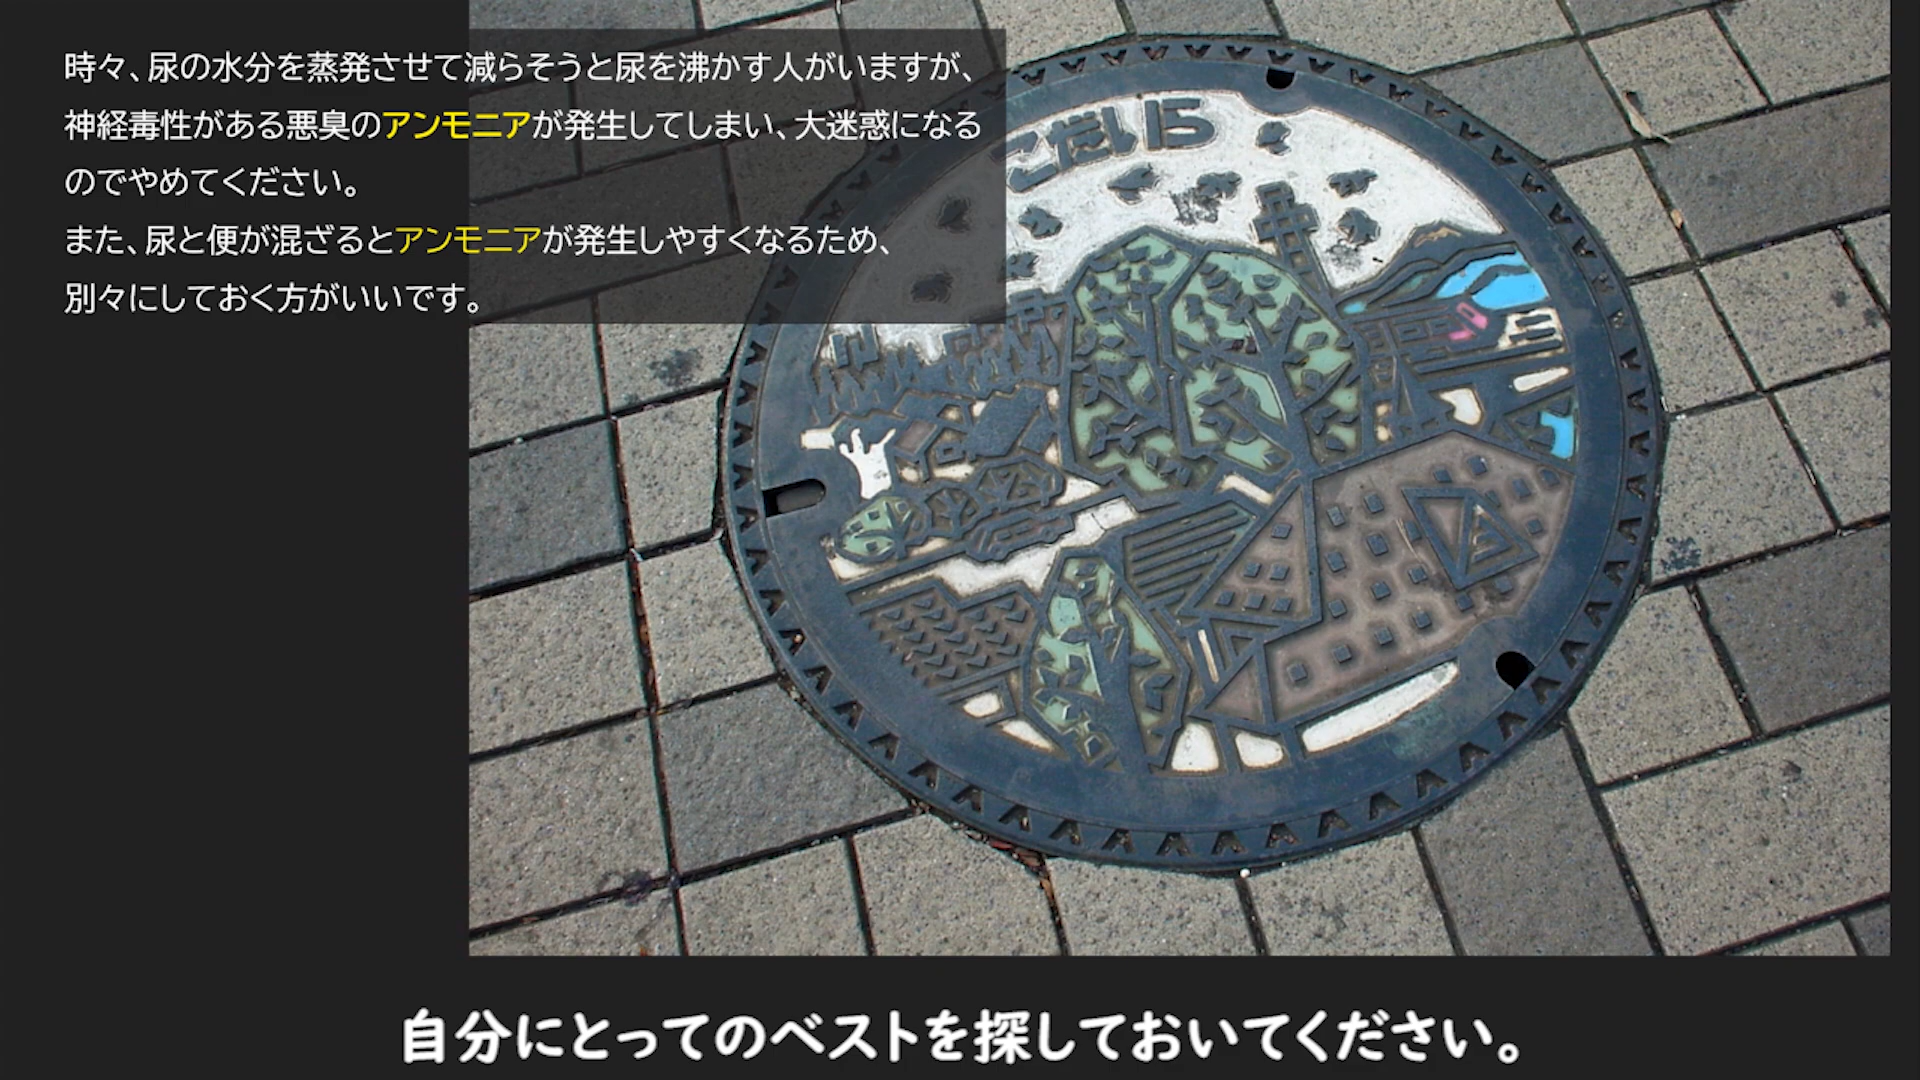 時々、尿の水分を蒸発させて減らそうと尿を沸かす人がいますが、
神経毒性がある悪臭のアンモニアが発生してしまい、大迷惑になる
のでやめてください。
また、尿と便が混ざるとアンモニアが発生しやすくなるため、
別々にしておく方がいいです。
こだいら
自分にとってのベストを探しておいてください。